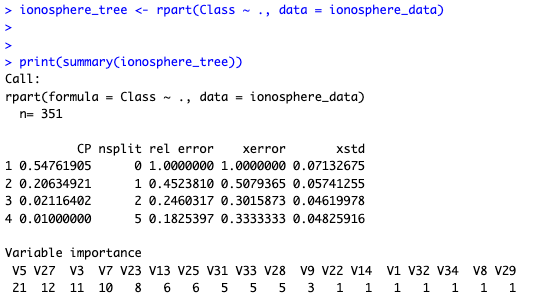 > ionosphere_tree <- rpart(Class ~ ., data = ionosphere_data)
>
>
> print(summary(ionosphere_tree))
Call:
rpart(formula = Class ~ ., data = ionosphere_data)
  n= 351

          CP nsplit rel error    xerror       xstd
1 0.54761905      0 1.0000000 1.0000000 0.07132675
2 0.20634921      1 0.4523810 0.5079365 0.05741255
3 0.02116402      2 0.2460317 0.3015873 0.04619978
4 0.01000000      5 0.1825397 0.3333333 0.04825916

Variable importance
 V5 V27  V3  V7 V23 V13 V25 V31 V33 V28  V9 V22 V14  V1 V32 V34  V8 V29
 21  12  11  10   8   6   6   5   5   5   3   1   1   1   1   1   1   1